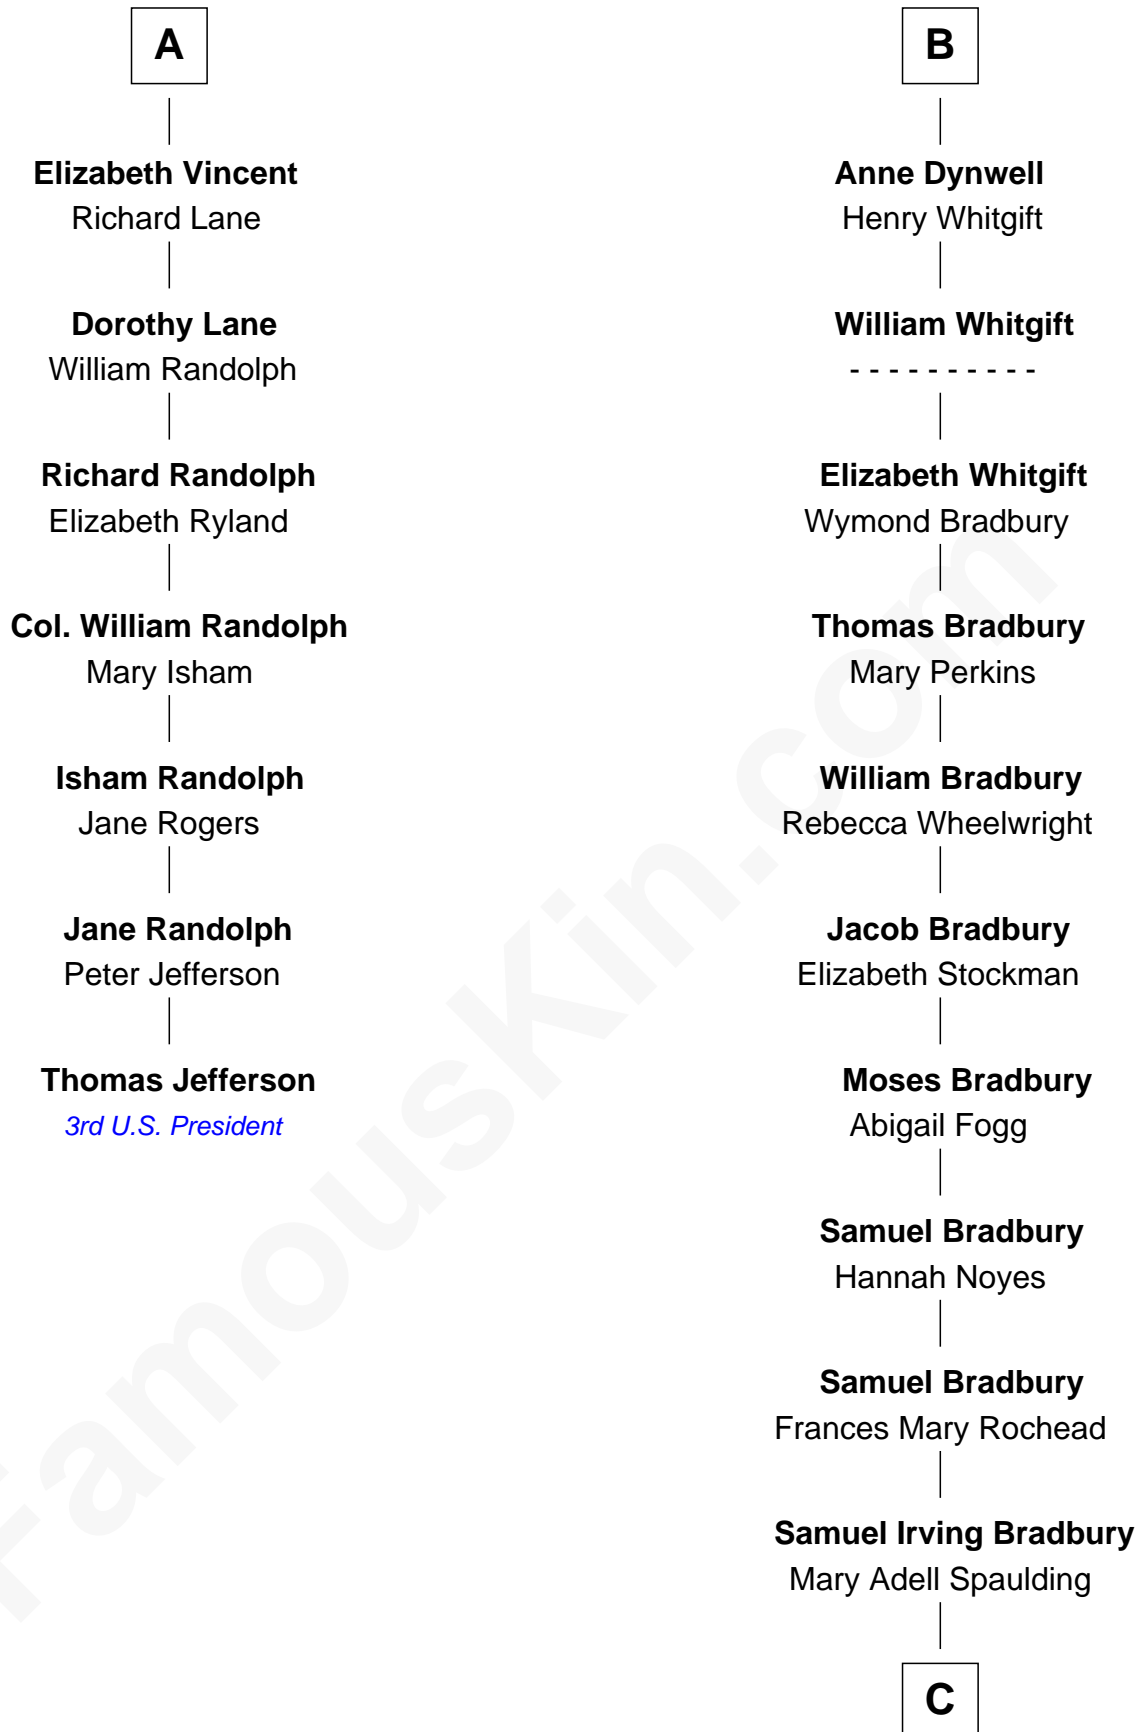 A
Elizabeth Vincent
Richard Lane
Dorothy Lane
William Randolph
Richard Randolph
Elizabeth Ryland
Col. William Randolph
Mary Isham
Isham Randolph
Jane Rogers
Jane Randolph
Peter Jefferson
Thomas Jefferson
3rd U.S. President
B
Anne Dynwell
Henry Whitgift
William Whitgift
- - - - - - - - - -
Elizabeth Whitgift
Wymond Bradbury
Thomas Bradbury
Mary Perkins
William Bradbury
Rebecca Wheelwright
Jacob Bradbury
Elizabeth Stockman
Moses Bradbury
Abigail Fogg
Samuel Bradbury
Hannah Noyes
Samuel Bradbury
Frances Mary Rochead
Samuel Irving Bradbury
Mary Adell Spaulding
C
FamousKin.com